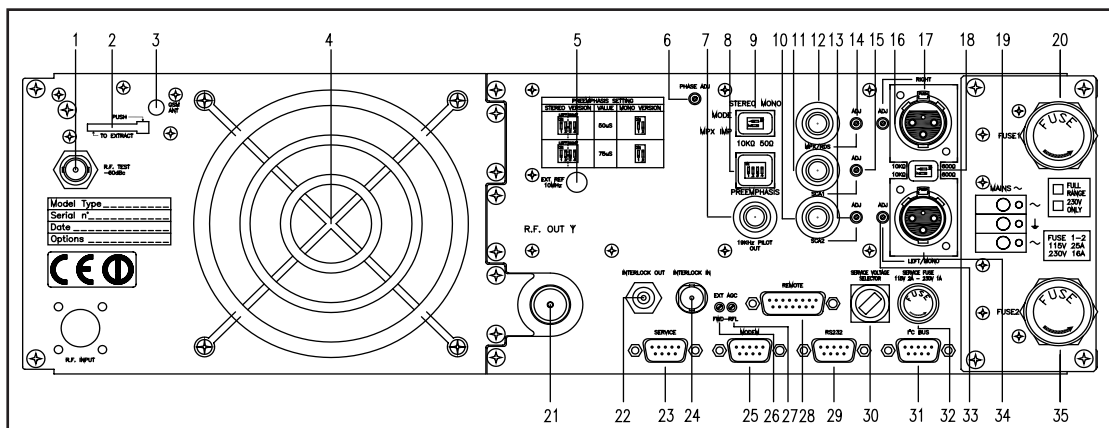 1 2 3 4 5 6 7 8 9 10 11 12 13 14 15 16 17 18 19 20
GSM
ANT
PUSH
TO EXTRACT
R.F. TEST
-60dBc
Model Type
Serial n°
Date
Options
CE
R.F. INPUT
PREEMPHASIS SETTING
STEREO VERSION VALUE MONO VERSION
50uS
75uS
EXT. REF
10MHz
R.F. OUT
PHASE ADJ
STEREO MONO
MODE
MPX IMP
10KΩ 50Ω
PREEMPHASIS
19KHz PILOT
OUT
MPX/RDS
SCA1
SCA2
ADJ
ADJ
ADJ
ADJ
ADJ
RIGHT
10KΩ 600Ω
10KΩ 600Ω
LEFT/MONO
MAINS ~
~
~
FUSE1
FUSE
FULL
RANGE
230V
ONLY
FUSE 1-2
115V 25A
230V 16A
FUSE2
FUSE
INTERLOCK OUT
INTERLOCK IN
EXT AGC
FWD-RFL
REMOTE
SERVICE VOLTAGE
SELECTOR
SERVICE FUSE
115V 2A - 230V 1A
FUSE
SERVICE
MODEM
RS232
I²C BUS
21 22 23 24 25 26 27 28 29 30 31 32 33 34 35